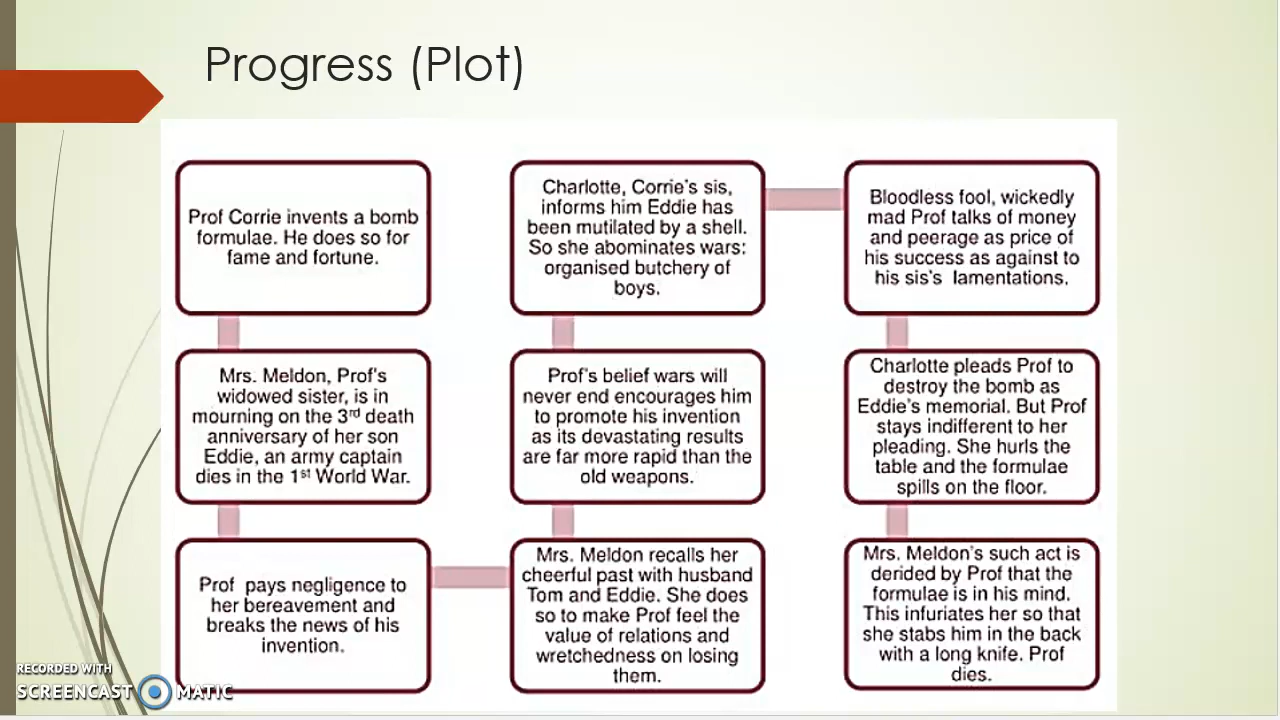 Progress (Plot)
Prof Corrie invents a bomb
formulae. He does so for
fame and fortune.
Mrs. Meldon, Prof's
widowed sister, is in
mourning on the 3rd death
anniversary of her son
Eddie, an army captain
dies in the 1st World War.
Prof pays negligence to
her bereavement and
breaks the news of his
invention.
Mrs. Meldon recalls her
cheerful past with husband
Tom and Eddie. She does
so to make Prof feel the
value of relations and
wretchedness on losing
them.
Prof's belief wars will
never end encourages him
to promote his invention
as its devastating results
are far more rapid than the
old weapons.
Charlotte, Corrie's sis,
informs him Eddie has
been mutilated by a shell.
So she abominates wars:
organised butchery of
boys.
Bloodless fool, wickedly
mad Prof talks of money
and peerage as price of
his success as against to
his sis's lamentations.
Charlotte pleads Prof to
destroy the bomb as
Eddie's memorial. But Prof
stays indifferent to her
pleading. She hurls the
table and the formulae
spills on the floor.
Mrs. Meldon's such act is
derided by Prof that the
formulae is in his mind.
This infuriates her so that
she stabs him in the back
with a long knife. Prof
dies.
RECORDED WITH
SCREENCAST MATIC